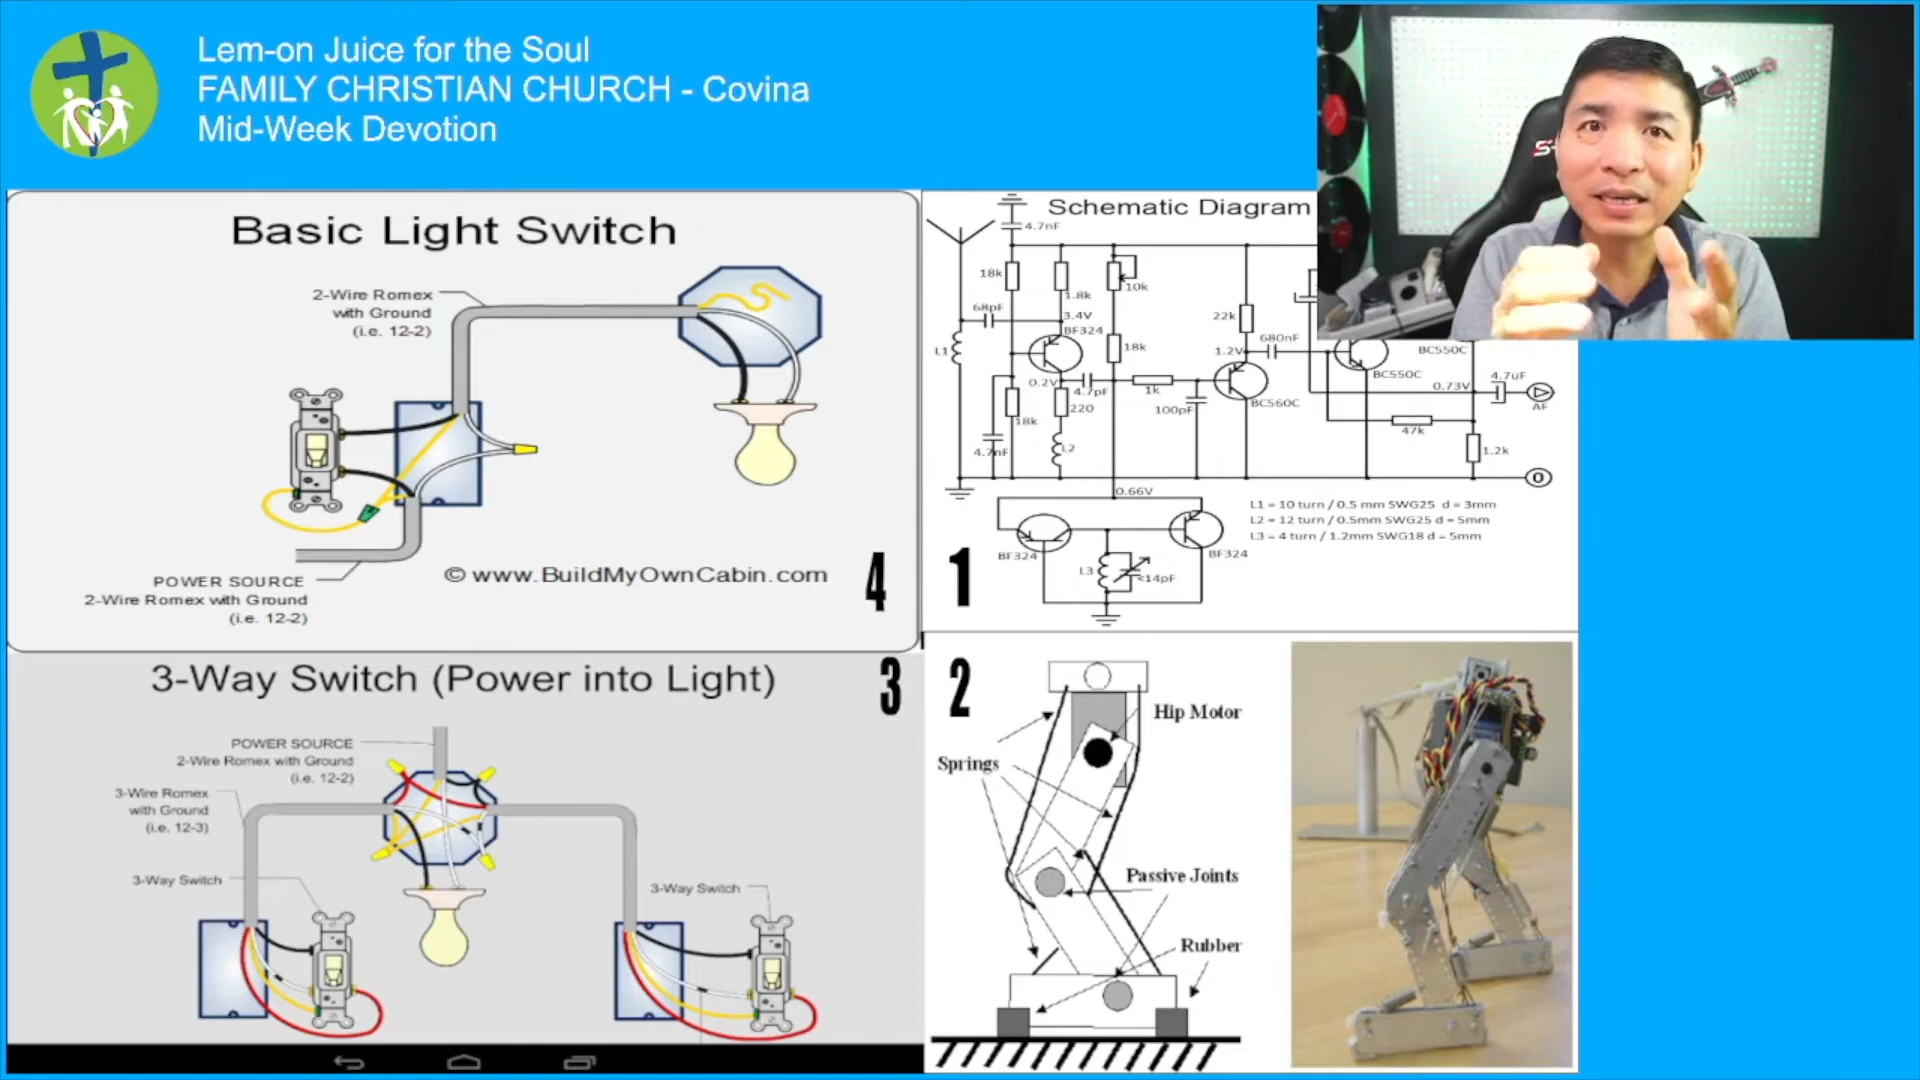 Lem-on Juice for the Soul
FAMILY CHRISTIAN CHURCH - Covina
Mid-Week Devotion
Basic Light Switch
2-Wire Romex
with Ground
(i.e. 12-2)
POWER SOURCE
2-Wire Romex with Ground
(i.e. 12-2)
© www.BuildMyOwnCabin.com
4
Schematic Diagram
4.7nF
18k
1.8k
10k
68pF
3.4V
BF324
22k
L1
18k
1.2V
680nF
BC550C
BC550C
0.2V
4.7pF
1k
BC560C
0.73V
4.7uF
AF
18k
220
100pF
47k
4.7nF
L2
1.2k
0
0.66V
L1 = 10 turn / 0.5 mm SWG25 d = 3mm
L2 = 12 turn / 0.5mm SWG25 d = 5mm
L3 = 4 turn / 1.2mm SWG18 d = 5mm
BF324
BF324
L3
<14pF
1
3-Way Switch (Power into Light)
3
POWER SOURCE
2-Wire Romex with Ground
(i.e. 12-2)
3-Wire Romex
with Ground
(i.e. 12-3)
3-Way Switch
3-Way Switch
2
Hip Motor
Springs
Passive Joints
Rubber